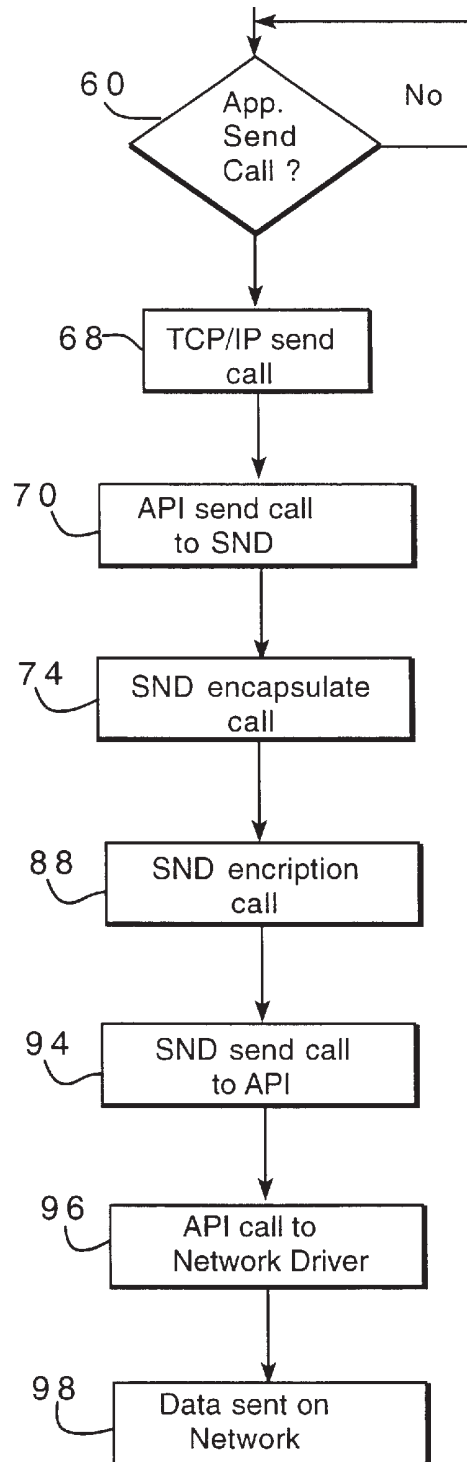 60
App.
Send
Call ?
No
68
TCP/IP send
call
70
API send call
to SND
74
SND encapsulate
call
88
SND encription
call
94
SND send call
to API
96
API call to
Network Driver
98
Data sent on
Network